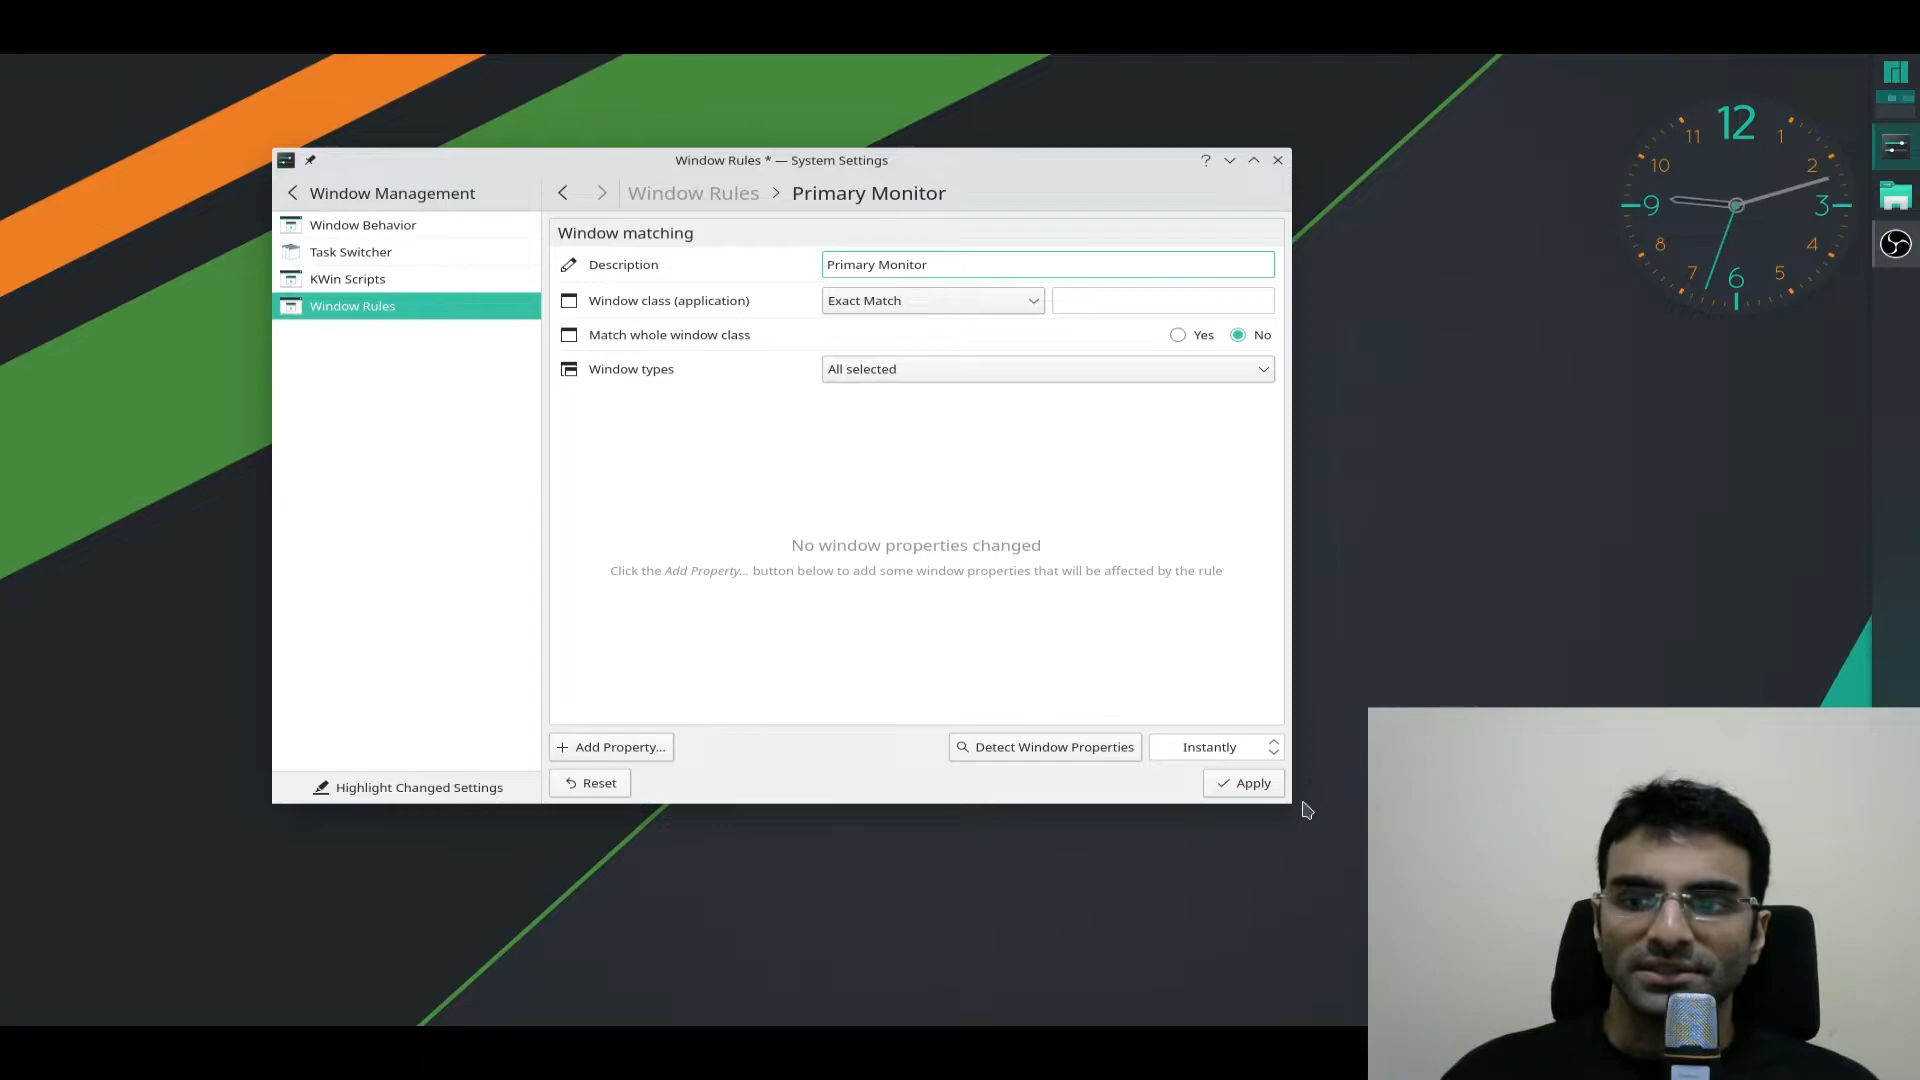 Window Rules * — System Settings
Window Management
Window Rules > Primary Monitor
Window Behavior
Task Switcher
KWin Scripts
Window Rules
Window matching
Description
Primary Monitor
Window class (application)
Exact Match
Match whole window class
Yes
No
Window types
All selected
No window properties changed
Click the Add Property... button below to add some window properties that will be affected by the rule
Add Property...
Detect Window Properties
Instantly
Highlight Changed Settings
Reset
Apply
12
1
2
3
4
5
6
7
8
9
10
11